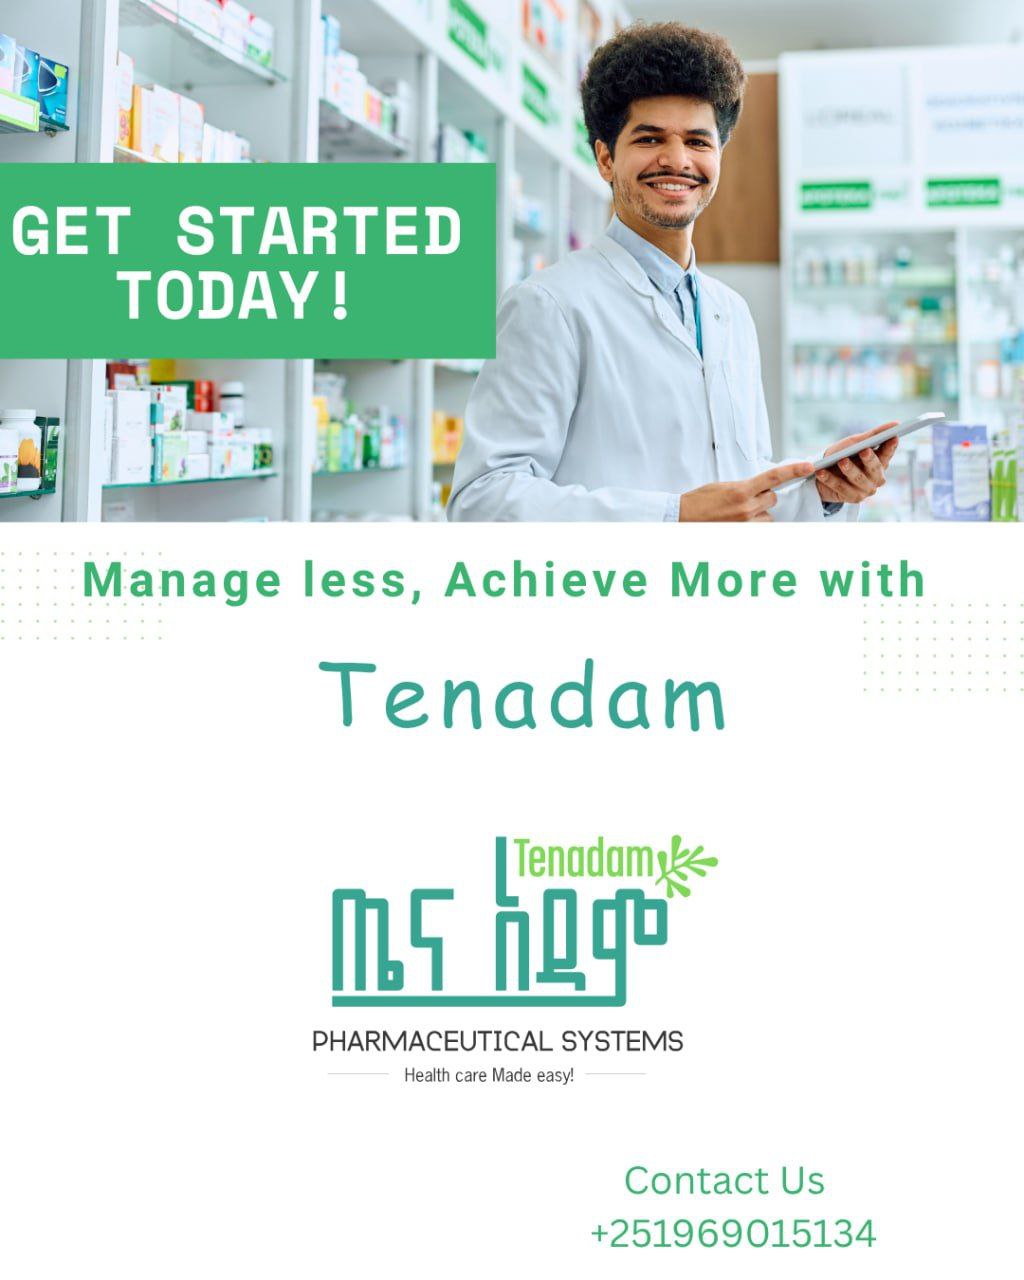 GET STARTED
TODAY!
Manage less, Achieve More with
Tenadam
Tenadam
ጤና አዳም
PHARMACEUTICAL SYSTEMS
Health care Made easy!
Contact Us
+251969015134